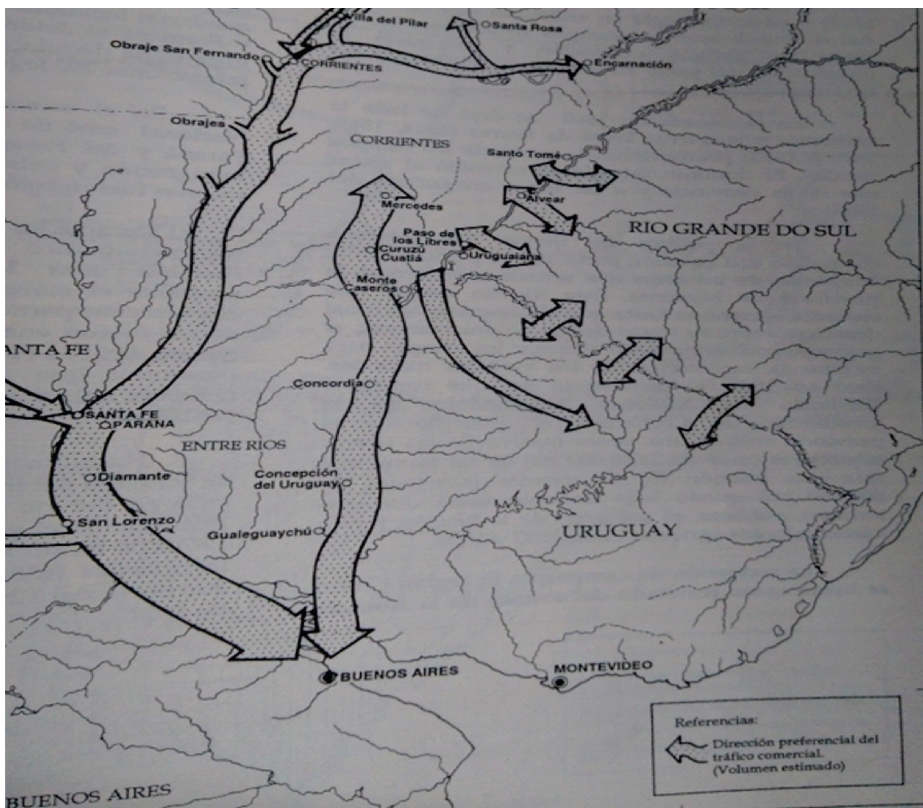 Villa del Pilar
Santa Rosa
Obraje San Fernando
CORRIENTES
Encarnación
Obrajes
CORRIENTES
Santo Tomé
Mercedes
Alvear
Paso de
los Libres
RIO GRANDE DO SUL
Curuzú
Cuatiá
Uruguaiana
Monte
Caseros
ANTA FE
Concordia
SANTA FE
PARANA
ENTRE RIOS
Diamante
Concepción
del Uruguay
San Lorenzo
Gualeguaychú
URUGUAY
BUENOS AIRES
MONTEVIDEO
Referencias:
Dirección preferencial del
tráfico comercial.
(Volumen estimado)
BUENOS AIRES